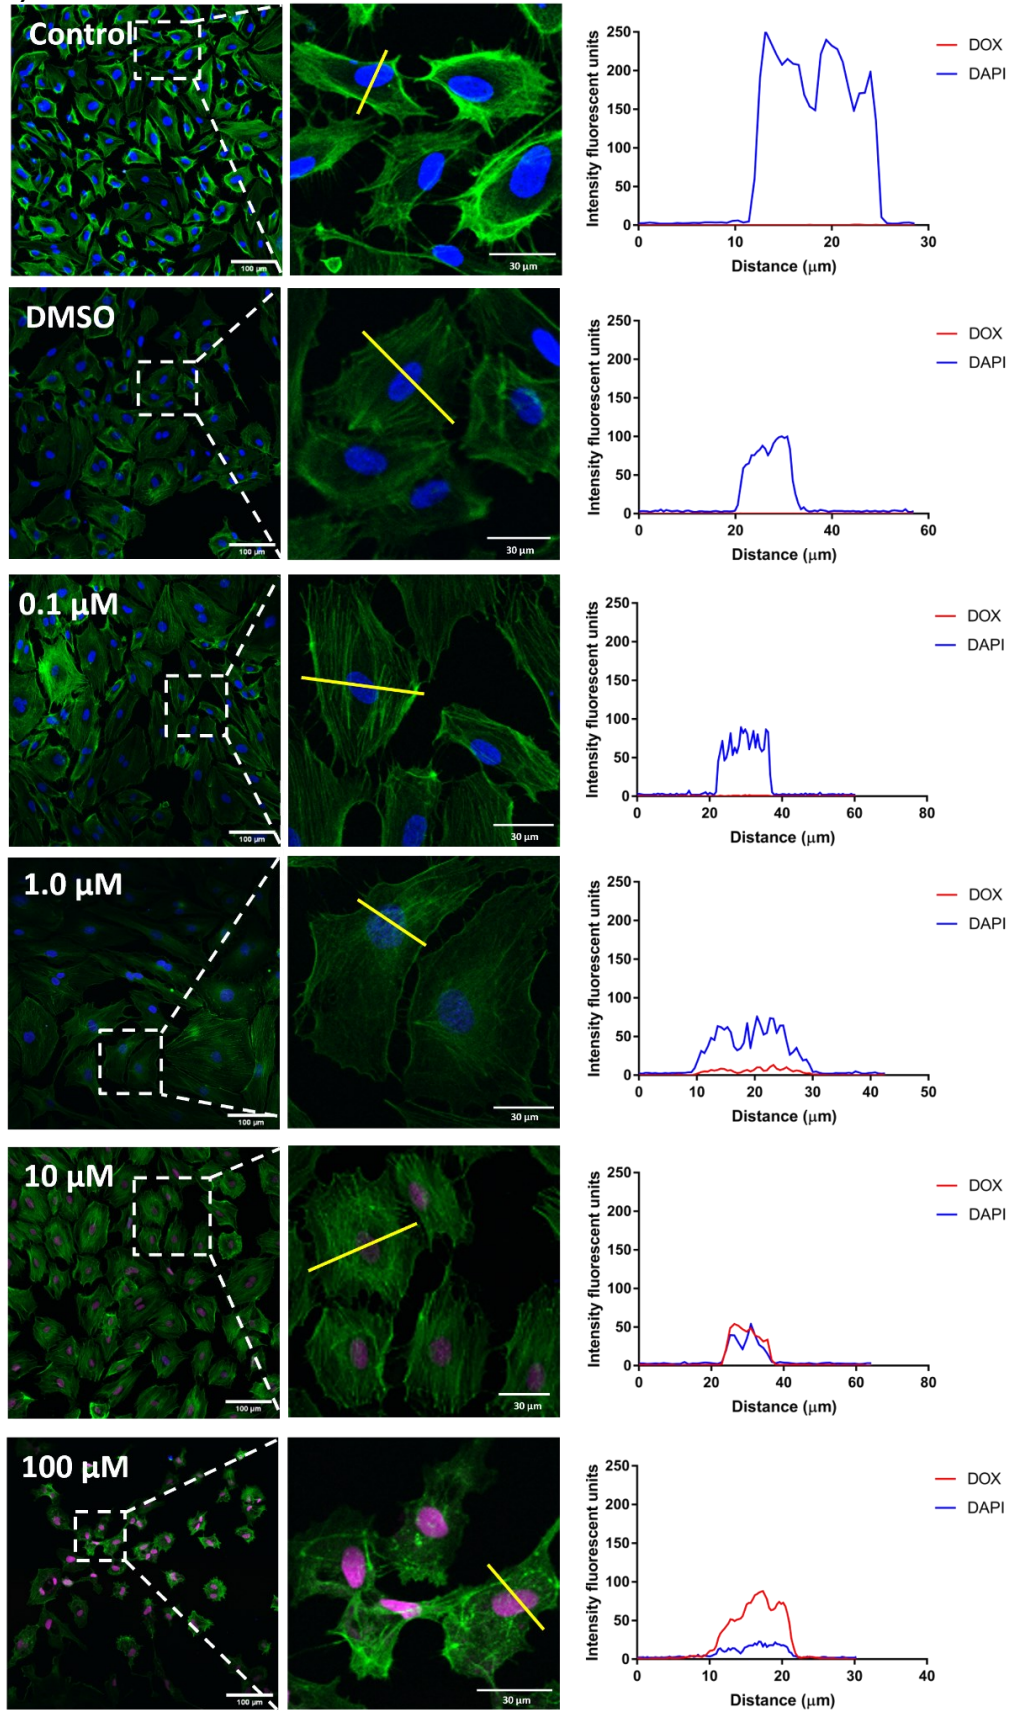 Control
100 µm
30 µm
Intensity fluorescent units
250
200
150
100
50
0
0 10 20 30
Distance (µm)
DOX
DAPI
DMSO
100 µm
30 µm
Intensity fluorescent units
250
200
150
100
50
0
0 20 40 60
Distance (µm)
DOX
DAPI
0.1 µM
100 µm
30 µm
Intensity fluorescent units
250
200
150
100
50
0
0 20 40 60 80
Distance (µm)
DOX
DAPI
1.0 µM
100 µm
30 µm
Intensity fluorescent units
250
200
150
100
50
0
0 10 20 30 40 50
Distance (µm)
DOX
DAPI
10 µM
100 µm
30 µm
Intensity fluorescent units
250
200
150
100
50
0
0 20 40 60 80
Distance (µm)
DOX
DAPI
100 µM
100 µm
30 µm
Intensity fluorescent units
250
200
150
100
50
0
0 10 20 30 40
Distance (µm)
DOX
DAPI